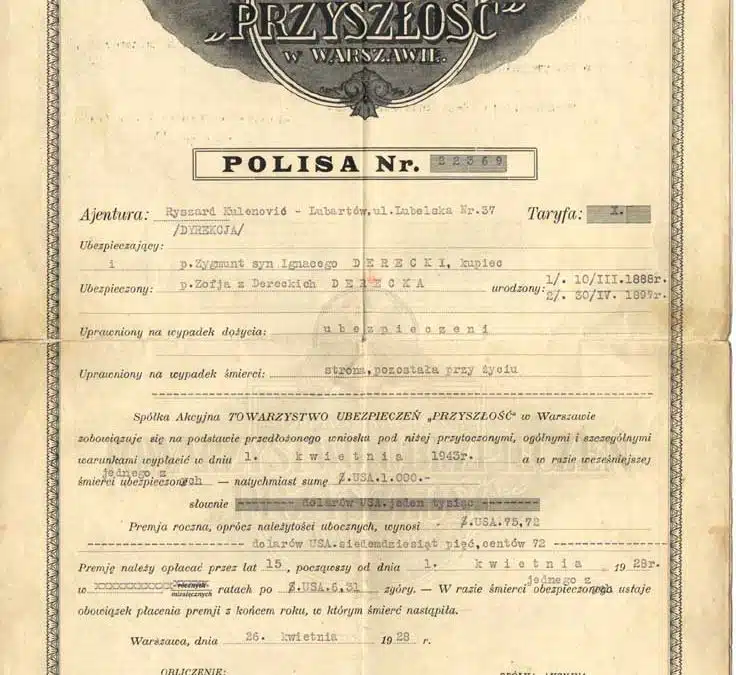 „PRZYSZŁOŚĆ”
W WARSZAWIE.
POLISA Nr. 22369
Ajentura: Ryszard Kulenović - Lubartów,ul.Lubelska Nr.37 Taryfa: I.
/DYREKCJA/
Ubezpieczający:
i p.Zygmunt syn Ignacego DERECKI, kupiec
Ubezpieczony: p.Zofja z Dereckich DERECKA urodzony: 1/. 10/III.1888r.
2/. 30/IV. 1897r.
Uprawniony na wypadek dożycia: ubezpieczeni
Uprawniony na wypadek śmierci: strona,pozostała przy życiu
Spółka Akcyjna TOWARZYSTWO UBEZPIECZEŃ „PRZYSZŁOŚĆ” w Warszawie
zobowiązuje się na podstawie przedłożonego wniosku pod niżej przytoczonymi, ogólnymi i szczególnymi
warunkami wypłacić w dniu 1. kwietnia 1943r. a w razie wcześniejszej
jednego z
śmierci ubezpieczonych — natychmiast sumę $.USA.1.000.-
słownie dolarów USA.jeden tysiąc
Premja roczna, oprócz należytości ubocznych, wynosi - $.USA.75,72
dolarów USA.siedemdziesiąt pięć,centów 72
Premję należy opłacać przez lat 15, począwszy od dnia 1. kwietnia 1928r.
jednego z
w xxxxxxxxxxxx miesięcznych ratach po $.USA.6,31 zgóry. — W razie śmierci ubezpieczonych ustaje
obowiązek płacenia premji z końcem roku, w którym śmierć nastąpiła.
Warszawa, dnia 26. kwietnia 1928 r.
OBLICZENIE: SPÓŁKA AKCYJNA